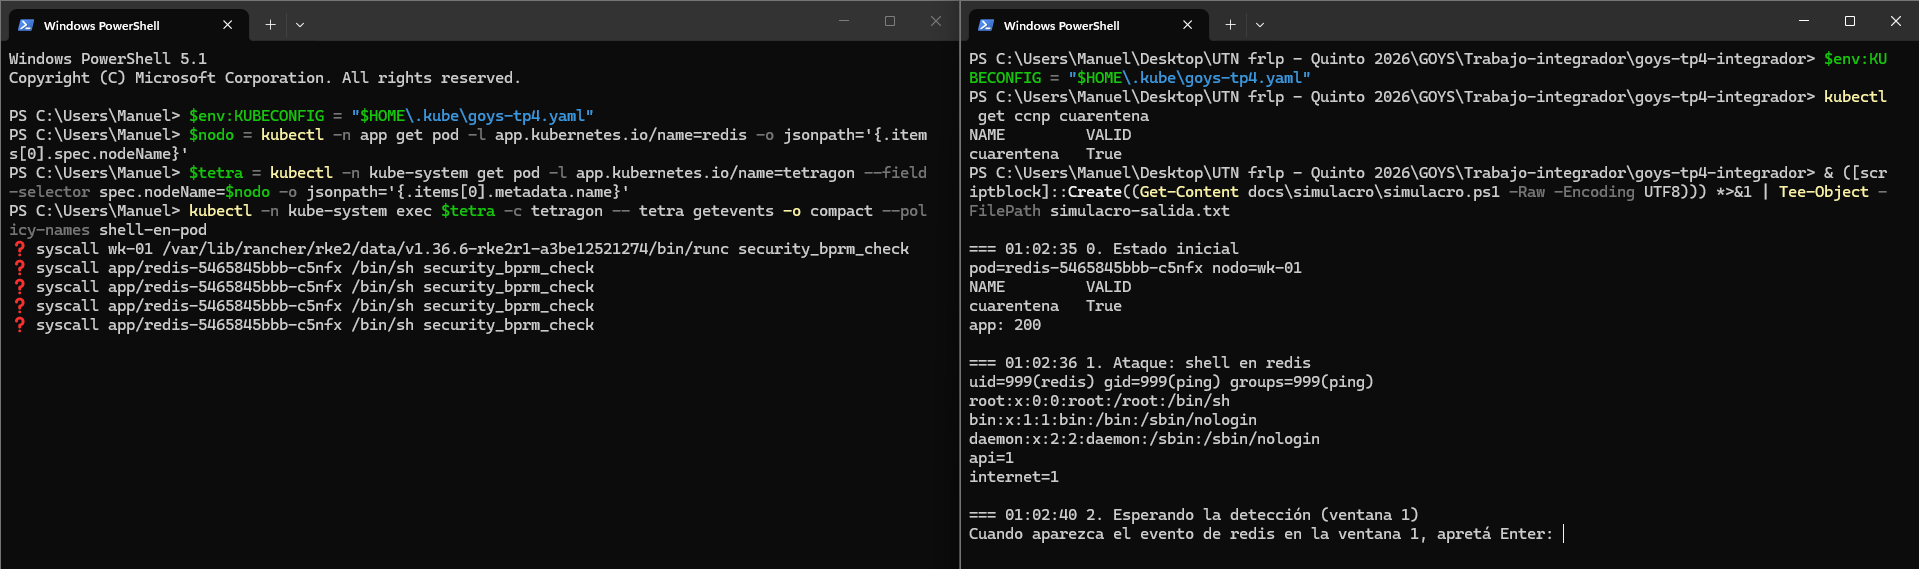 Windows PowerShell
Windows PowerShell 5.1
Copyright (C) Microsoft Corporation. All rights reserved.
PS C:\Users\Manuel> $env:KUBECONFIG = "$HOME\.kube\goys-tp4.yaml"
PS C:\Users\Manuel> $nodo = kubectl -n app get pod -l app.kubernetes.io/name=redis -o jsonpath='{.item
s[0].spec.nodeName}'
PS C:\Users\Manuel> $tetra = kubectl -n kube-system get pod -l app.kubernetes.io/name=tetragon --field
-selector spec.nodeName=$nodo -o jsonpath='{.items[0].metadata.name}'
PS C:\Users\Manuel> kubectl -n kube-system exec $tetra -c tetragon -- tetra getevents -o compact --pol
icy-names shell-en-pod
❓ syscall wk-01 /var/lib/rancher/rke2/data/v1.36.6-rke2r1-a3be12521274/bin/runc security_bprm_check
❓ syscall app/redis-5465845bbb-c5nfx /bin/sh security_bprm_check
❓ syscall app/redis-5465845bbb-c5nfx /bin/sh security_bprm_check
❓ syscall app/redis-5465845bbb-c5nfx /bin/sh security_bprm_check
❓ syscall app/redis-5465845bbb-c5nfx /bin/sh security_bprm_check
Windows PowerShell
PS C:\Users\Manuel\Desktop\UTN frlp - Quinto 2026\GOYS\Trabajo-integrador\goys-tp4-integrador> $env:KU
BECONFIG = "$HOME\.kube\goys-tp4.yaml"
PS C:\Users\Manuel\Desktop\UTN frlp - Quinto 2026\GOYS\Trabajo-integrador\goys-tp4-integrador> kubectl
get ccnp cuarentena
NAME VALID
cuarentena True
PS C:\Users\Manuel\Desktop\UTN frlp - Quinto 2026\GOYS\Trabajo-integrador\goys-tp4-integrador> & ([scr
iptblock]::Create((Get-Content docs\simulacro\simulacro.ps1 -Raw -Encoding UTF8))) *>&1 | Tee-Object -
FilePath simulacro-salida.txt
=== 01:02:35 0. Estado inicial
pod=redis-5465845bbb-c5nfx nodo=wk-01
NAME VALID
cuarentena True
app: 200
=== 01:02:36 1. Ataque: shell en redis
uid=999(redis) gid=999(ping) groups=999(ping)
root:x:0:0:root:/root:/bin/sh
bin:x:1:1:bin:/bin:/sbin/nologin
daemon:x:2:2:daemon:/sbin:/sbin/nologin
api=1
internet=1
=== 01:02:40 2. Esperando la detección (ventana 1)
Cuando aparezca el evento de redis en la ventana 1, apretá Enter: